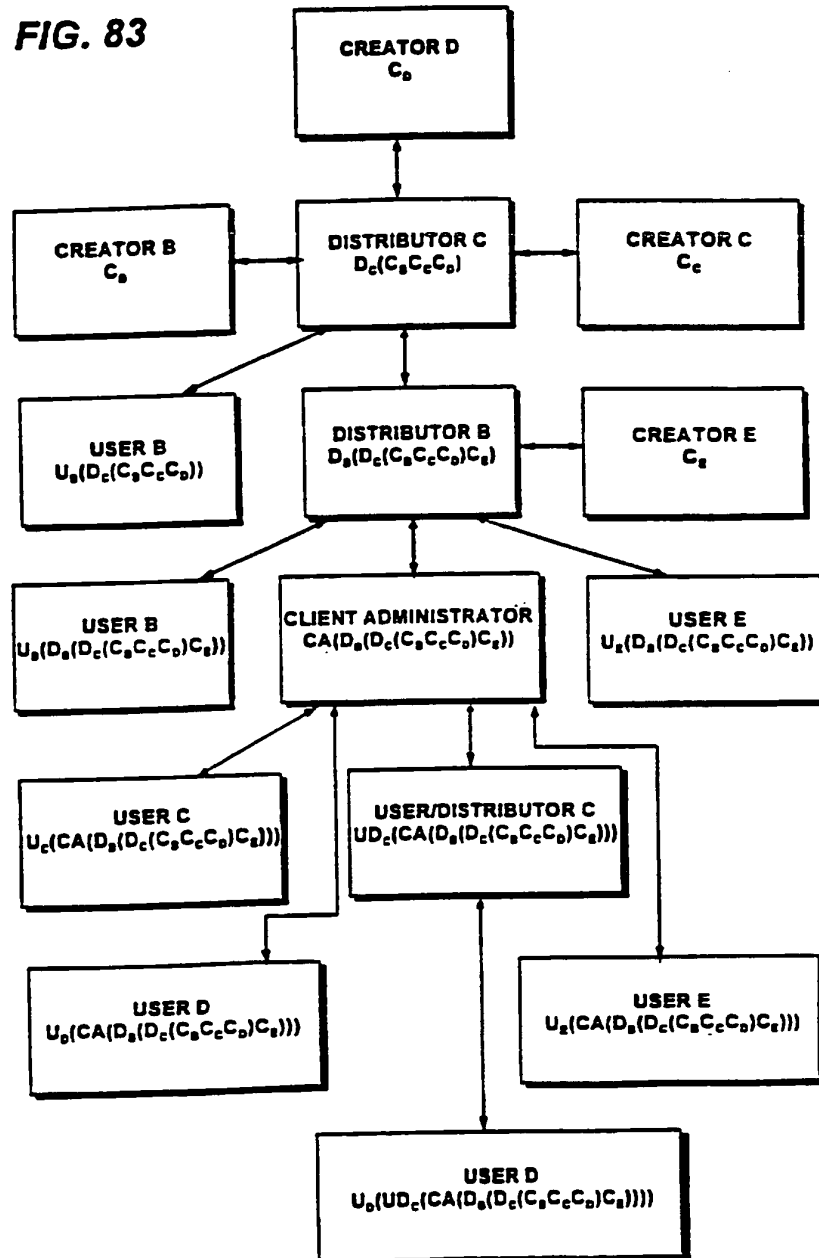 FIG. 83
CREATOR D
C_D
CREATOR B
C_B
DISTRIBUTOR C
D_C(C_BC_CC_D)
CREATOR C
C_C
USER B
U_B(D_C(C_BC_CC_D))
DISTRIBUTOR B
D_B(D_C(C_BC_CC_D)C_E)
CREATOR E
C_E
USER B
U_B(D_B(D_C(C_BC_CC_D)C_E))
CLIENT ADMINISTRATOR
CA(D_B(D_C(C_BC_CC_D)C_E))
USER E
U_E(D_B(D_C(C_BC_CC_D)C_E))
USER C
U_C(CA(D_B(D_C(C_BC_CC_D)C_E)))
USER/DISTRIBUTOR C
UD_C(CA(D_B(D_C(C_BC_CC_D)C_E)))
USER D
U_D(CA(D_B(D_C(C_BC_CC_D)C_E)))
USER E
U_E(CA(D_B(D_C(C_BC_CC_D)C_E)))
USER D
U_D(UD_C(CA(D_B(D_C(C_BC_CC_D)C_E))))